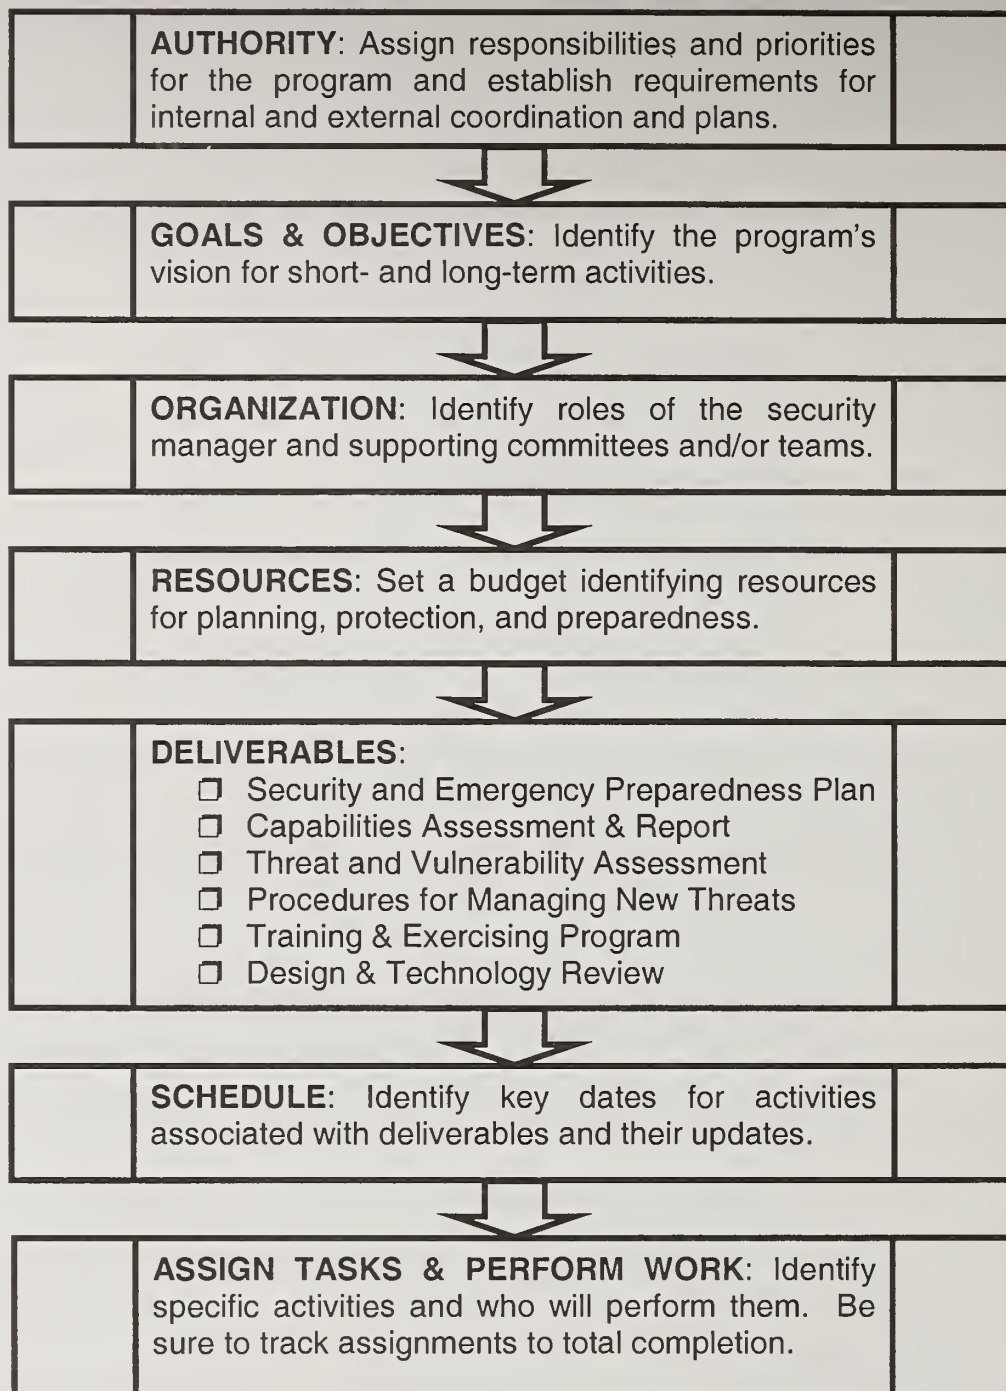 AUTHORITY: Assign responsibilities and priorities
for the program and establish requirements for
internal and external coordination and plans.
GOALS & OBJECTIVES: Identify the program's
vision for short- and long-term activities.
ORGANIZATION: Identify roles of the security
manager and supporting committees and/or teams.
RESOURCES: Set a budget identifying resources
for planning, protection, and preparedness.
DELIVERABLES:
❒ Security and Emergency Preparedness Plan
❒ Capabilities Assessment & Report
❒ Threat and Vulnerability Assessment
❒ Procedures for Managing New Threats
❒ Training & Exercising Program
❒ Design & Technology Review
SCHEDULE: Identify key dates for activities
associated with deliverables and their updates.
ASSIGN TASKS & PERFORM WORK: Identify
specific activities and who will perform them. Be
sure to track assignments to total completion.